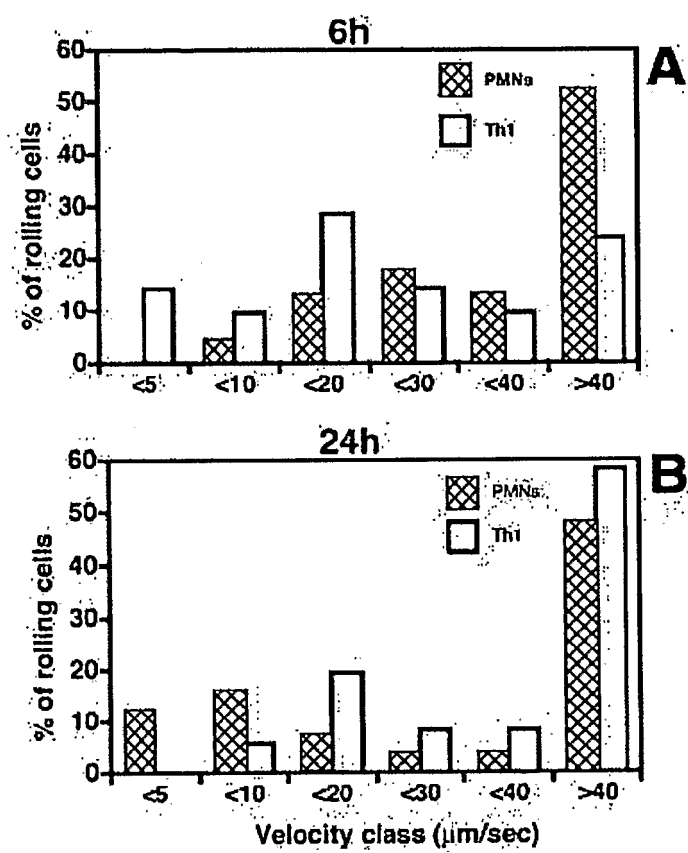 6h
A
60
50
40
30
20
10
0
% of rolling cells
PMNs
Th1
<5 <10 <20 <30 <40 >40
24h
B
60
50
40
30
20
10
0
% of rolling cells
PMNs
Th1
<5 <10 <20 <30 <40 >40
Velocity class (μm/sec)